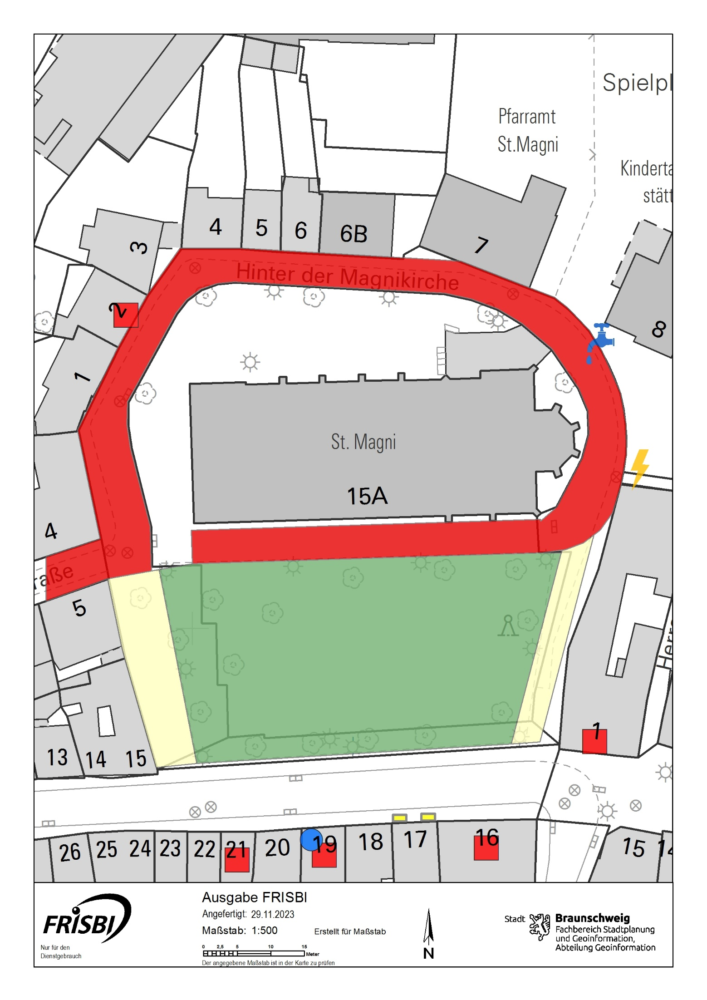 Spielpl
Pfarramt
St.Magni
Kinderta
stätt
4
5
6
6B
7
3
Hinter der Magnikirche
2
8
1
St. Magni
15A
4
raße
5
Herre
1
13
14
15
26
25
24
23
22
21
20
19
18
17
16
15
14
FRISBI
Nur für den
Dienstgebrauch
Ausgabe FRISBI
Angefertigt: 29.11.2023
Maßstab: 1:500
Erstellt für Maßstab
0 2,5 5 10 15
Meter
Der angegebene Maßstab ist in der Karte zu prüfen
N
Stadt Braunschweig
Fachbereich Stadtplanung
und Geoinformation,
Abteilung Geoinformation